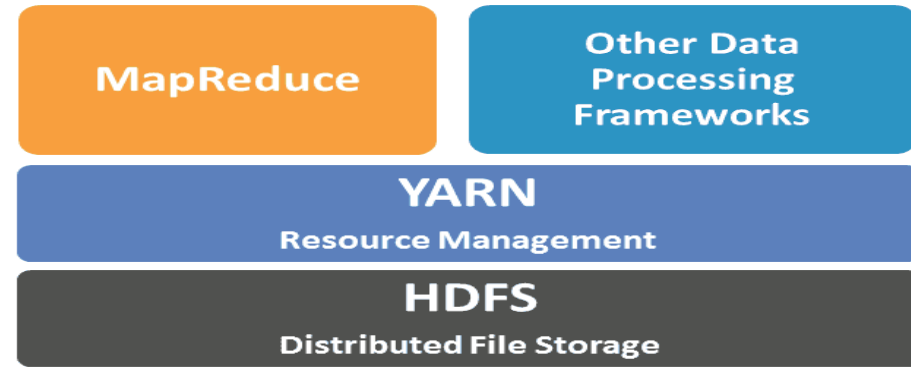 MapReduce
Other Data
Processing
Frameworks
YARN
Resource Management
HDFS
Distributed File Storage